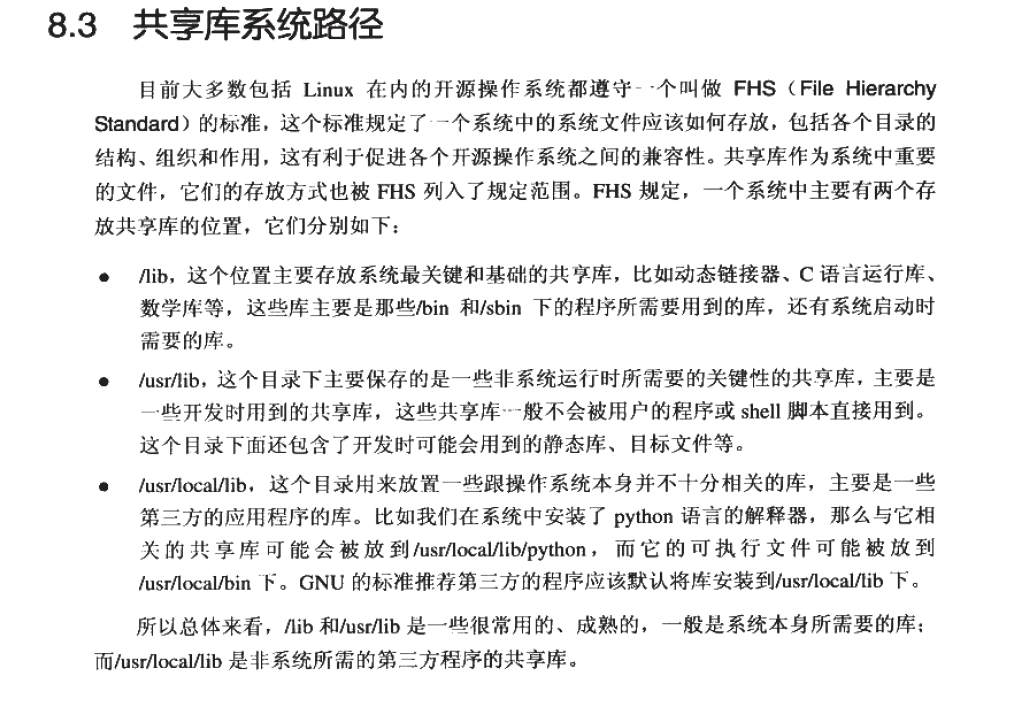 8.3 共享库系统路径
目前大多数包括 Linux 在内的开源操作系统都遵守一个叫做 FHS（File Hierarchy
Standard）的标准，这个标准规定了一个系统中的系统文件应该如何存放，包括各个目录的
结构、组织和作用，这有利于促进各个开源操作系统之间的兼容性。共享库作为系统中重要
的文件，它们的存放方式也被 FHS 列入了规定范围。FHS 规定，一个系统中主要有两个存
放共享库的位置，它们分别如下：
● /lib，这个位置主要存放系统最关键和基础的共享库，比如动态链接器、C 语言运行库、
数学库等，这些库主要是那些/bin 和/sbin 下的程序所需要用到的库，还有系统启动时
需要的库。
● /usr/lib，这个目录下主要保存的是一些非系统运行时所需要的关键性的共享库，主要是
一些开发时用到的共享库，这些共享库一般不会被用户的程序或 shell 脚本直接用到。
这个目录下面还包含了开发时可能会用到的静态库、目标文件等。
● /usr/local/lib，这个目录用来放置一些跟操作系统本身并不十分相关的库，主要是一些
第三方的应用程序的库。比如我们在系统中安装了 python 语言的解释器，那么与它相
关的共享库可能会被放到/usr/local/lib/python，而它的可执行文件可能被放到
/usr/local/bin 下。GNU 的标准推荐第三方的程序应该默认将库安装到/usr/local/lib 下。
所以总体来看，/lib 和/usr/lib 是一些很常用的、成熟的，一般是系统本身所需要的库；
而/usr/local/lib 是非系统所需的第三方程序的共享库。